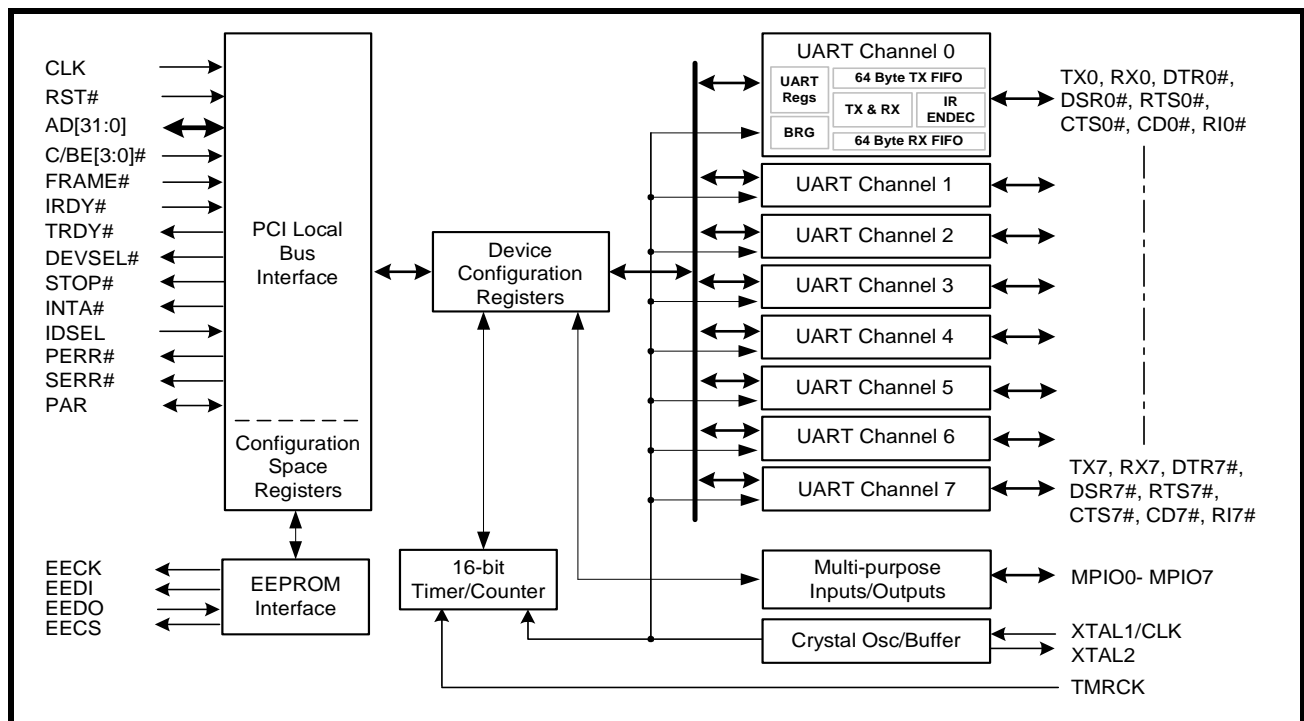 CLK
RST#
AD[31:0]
C/BE[3:0]#
FRAME#
IRDY#
TRDY#
DEVSEL#
STOP#
INTA#
IDSEL
PERR#
SERR#
PAR
PCI Local
Bus
Interface
Configuration
Space
Registers
EECK
EEDI
EEDO
EECS
EEPROM
Interface
Device
Configuration
Registers
16-bit
Timer/Counter
UART Channel 0
UART
Regs
64 Byte TX FIFO
TX & RX
IR
ENDEC
BRG
64 Byte RX FIFO
UART Channel 1
UART Channel 2
UART Channel 3
UART Channel 4
UART Channel 5
UART Channel 6
UART Channel 7
Multi-purpose
Inputs/Outputs
Crystal Osc/Buffer
TX0, RX0, DTR0#,
DSR0#, RTS0#,
CTS0#, CD0#, RI0#
TX7, RX7, DTR7#,
DSR7#, RTS7#,
CTS7#, CD7#, RI7#
MPIO0- MPIO7
XTAL1/CLK
XTAL2
TMRCK